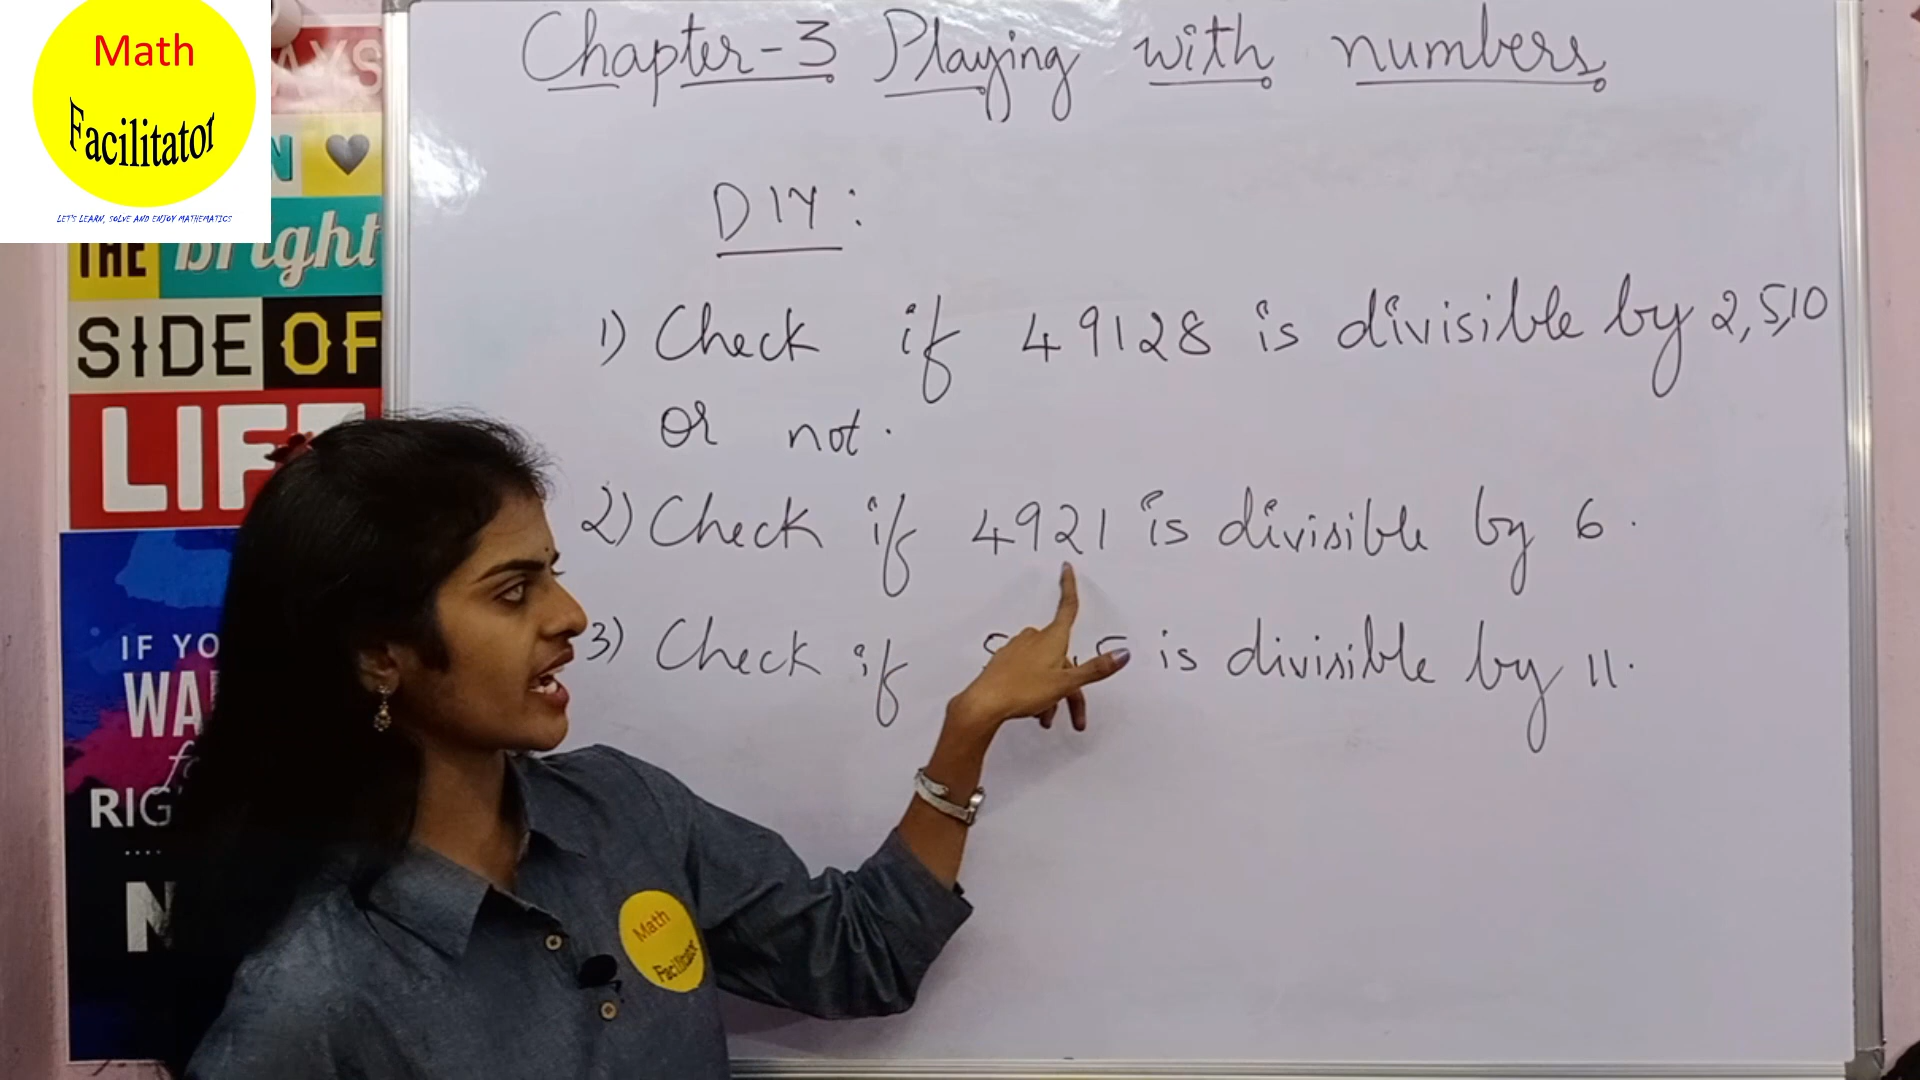 Math
Facilitator
LET'S LEARN, SOLVE AND ENJOY MATHEMATICS
THE bright
SIDE OF
IF YO
WA
RIG
N
Chapter-3 Playing with numbers
DIY:
1) Check if 49128 is divisible by 2,5,10
or not.
2) Check if 4921 is divisible by 6.
3) Check if is divisible by 11.
Math
Facilitator